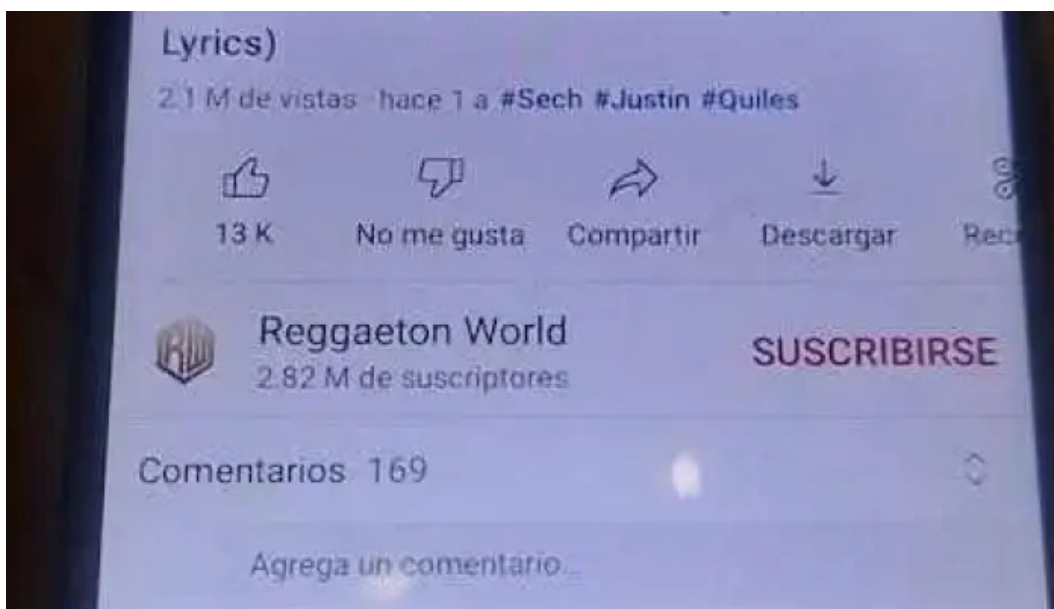 Lyrics)
2.1 M de vistas · hace 1 a #Sech #Justin #Quiles
13 K No me gusta Compartir Descargar
RW Reggaeton World SUSCRIBIRSE
2.82 M de suscriptores
Comentarios 169
Agrega un comentario...